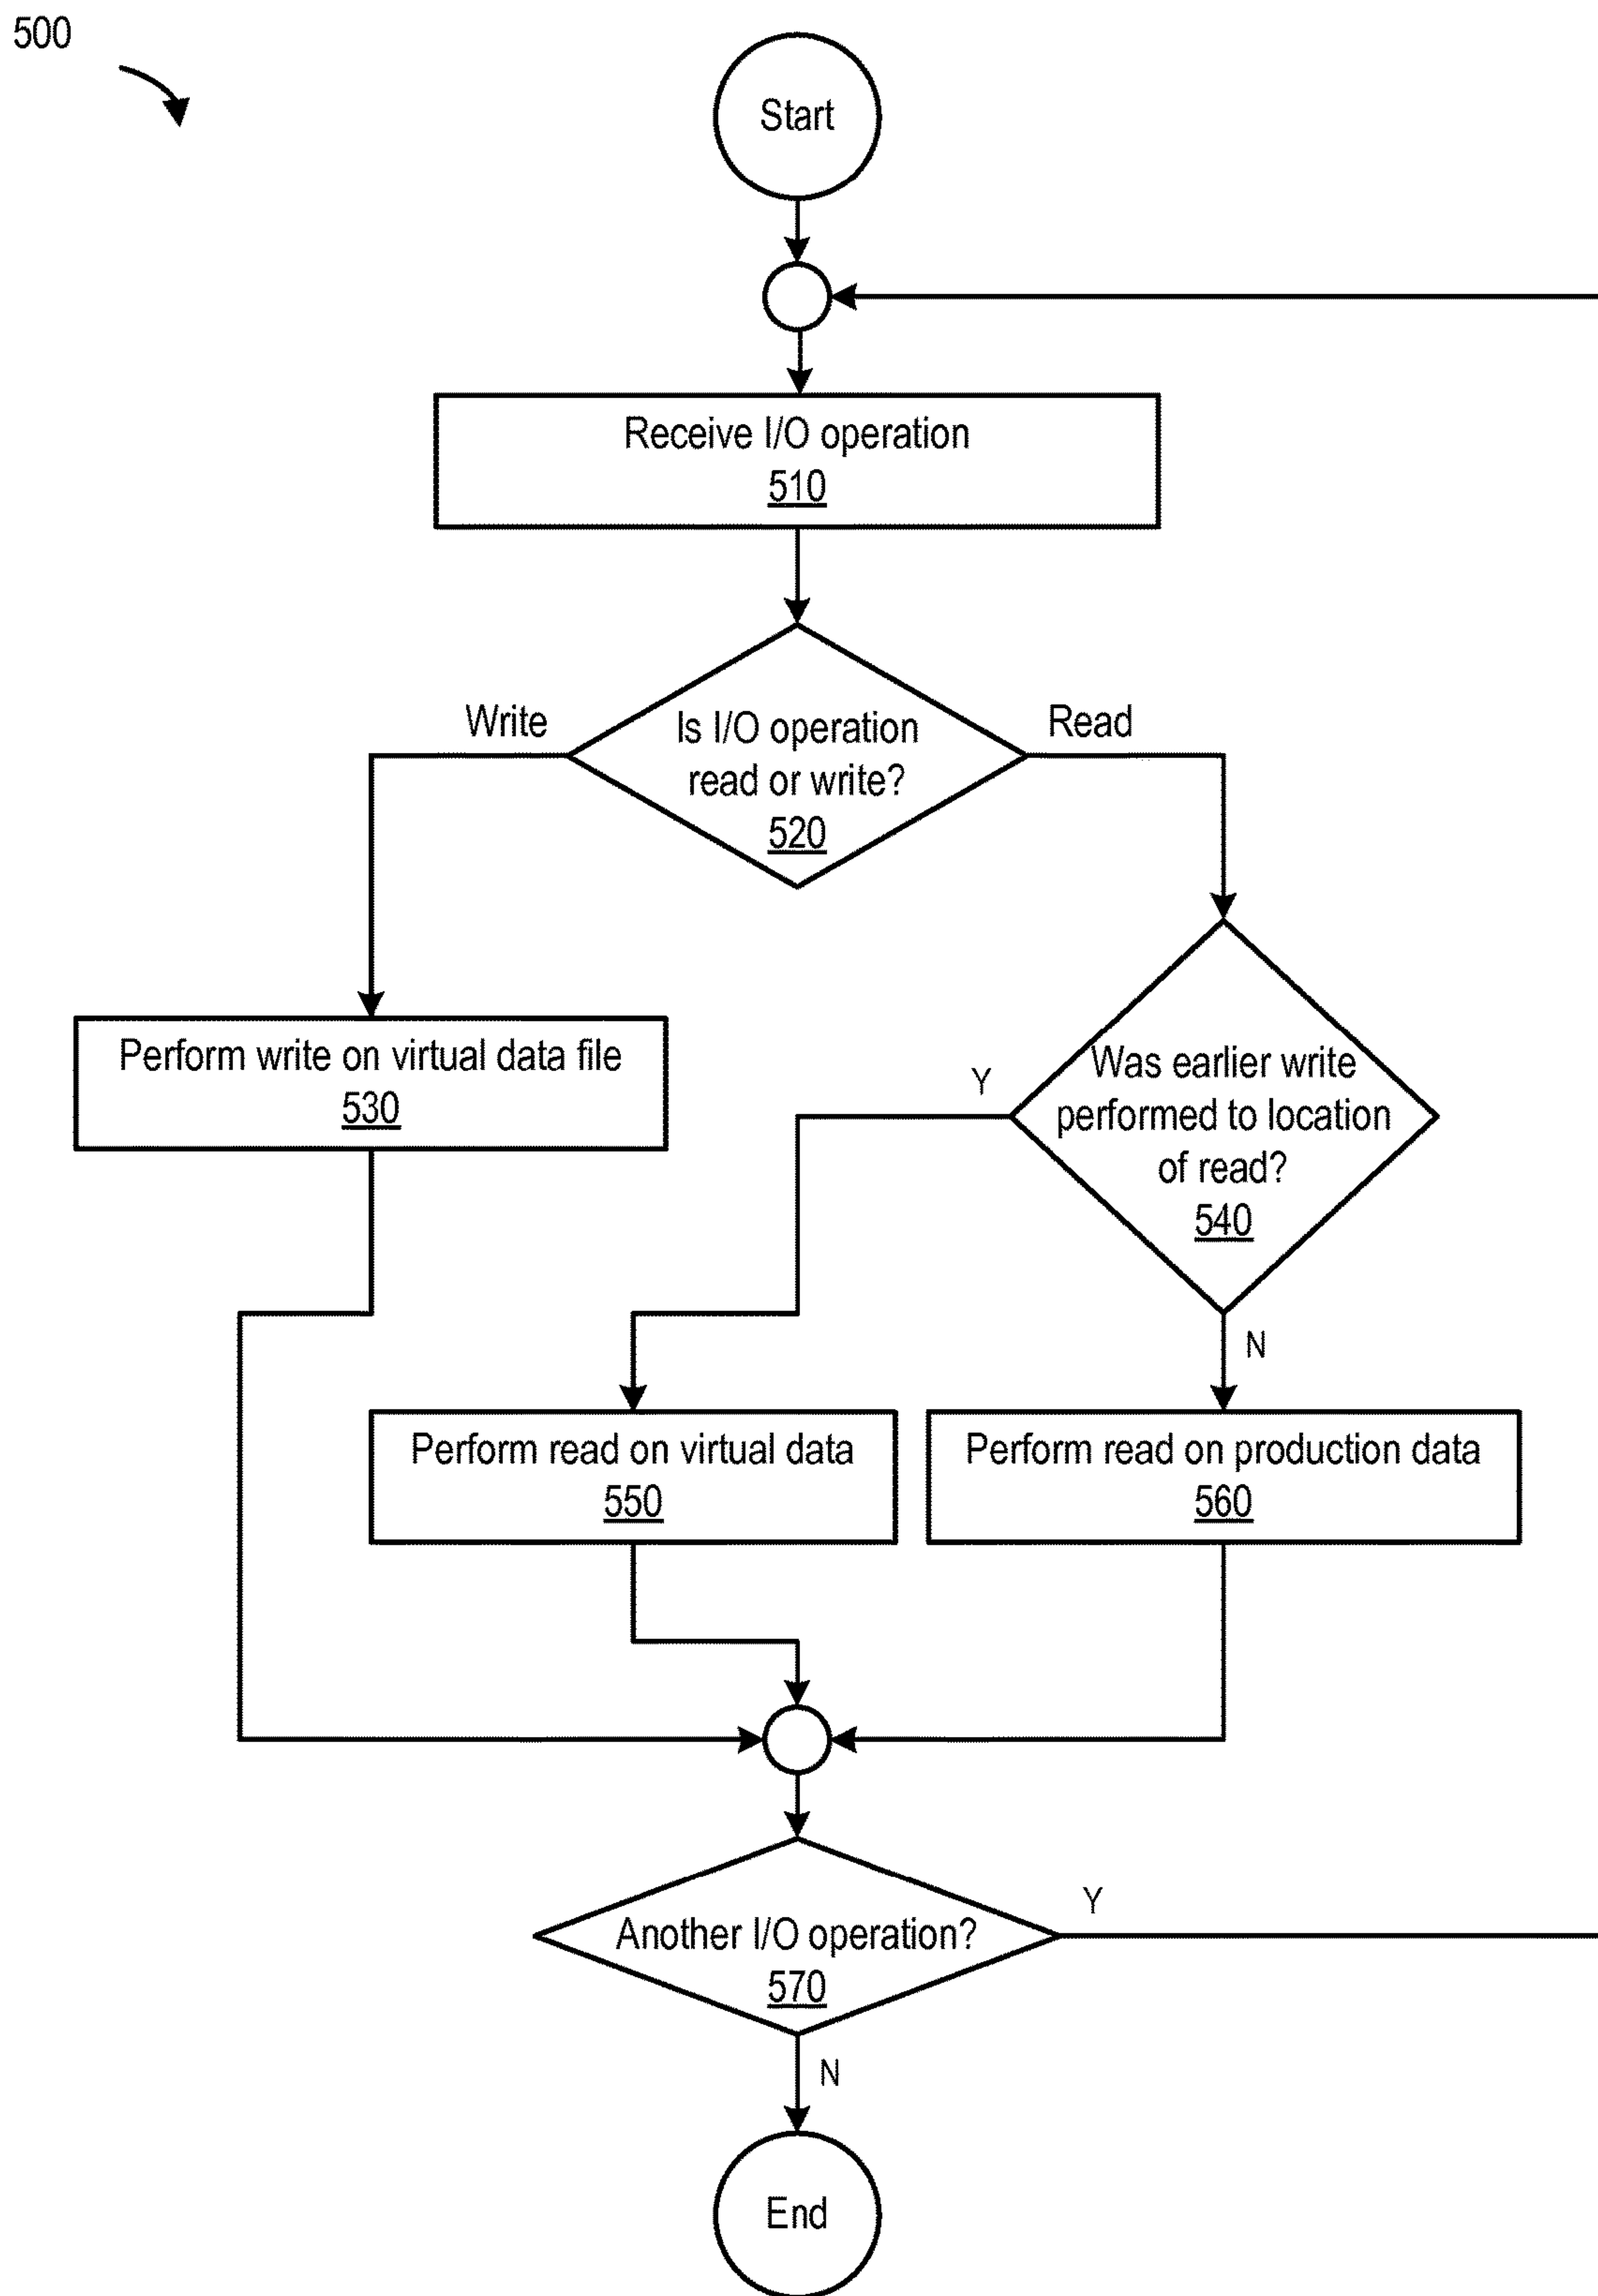 500
Start
Receive I/O operation
510
Write
Is I/O operation
read or write?
520
Read
Perform write on virtual data file
530
Y
Was earlier write
performed to location
of read?
540
N
Perform read on virtual data
550
Perform read on production data
560
Another I/O operation?
570
Y
N
End